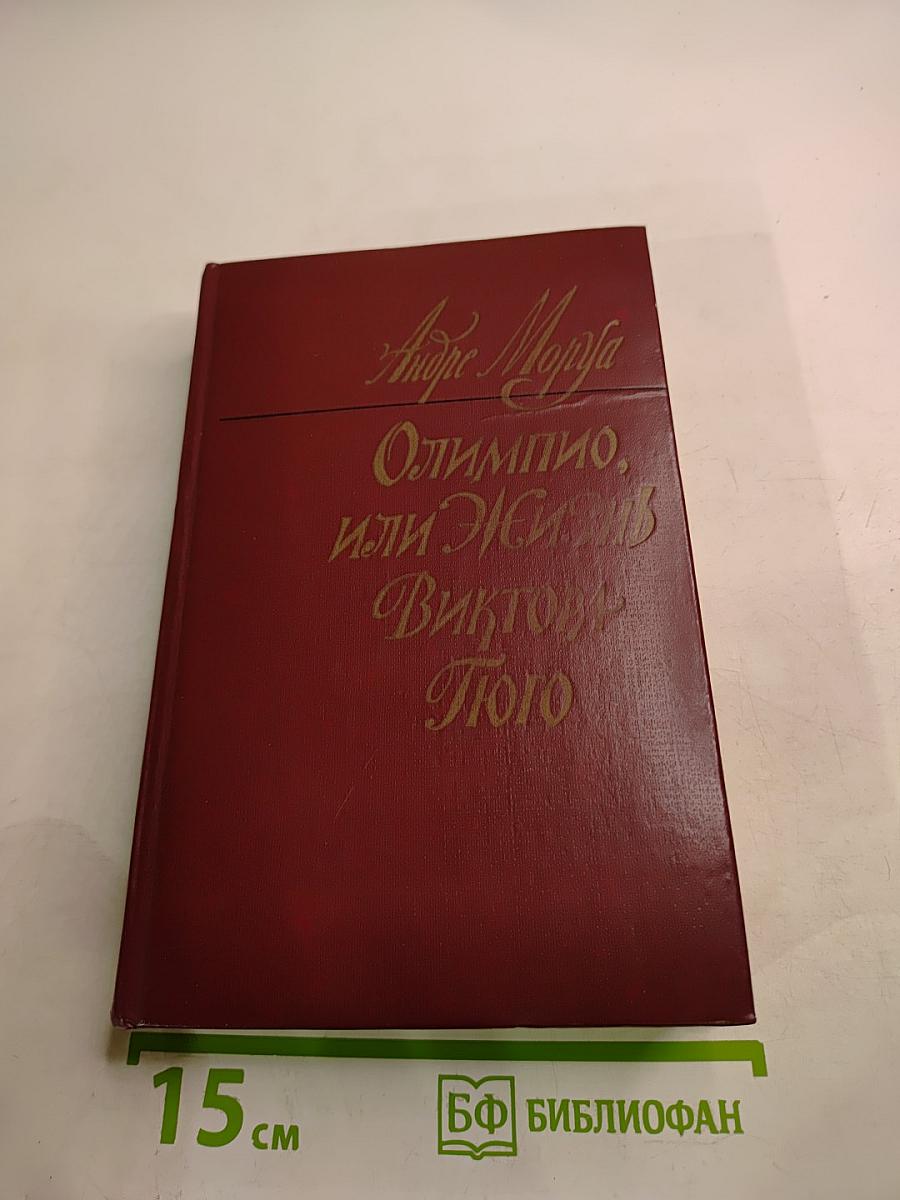 Андре Моруа
Олимпио,
или Жизнь
Виктора
Гюго
15 см
БФ БИБЛИОФАН